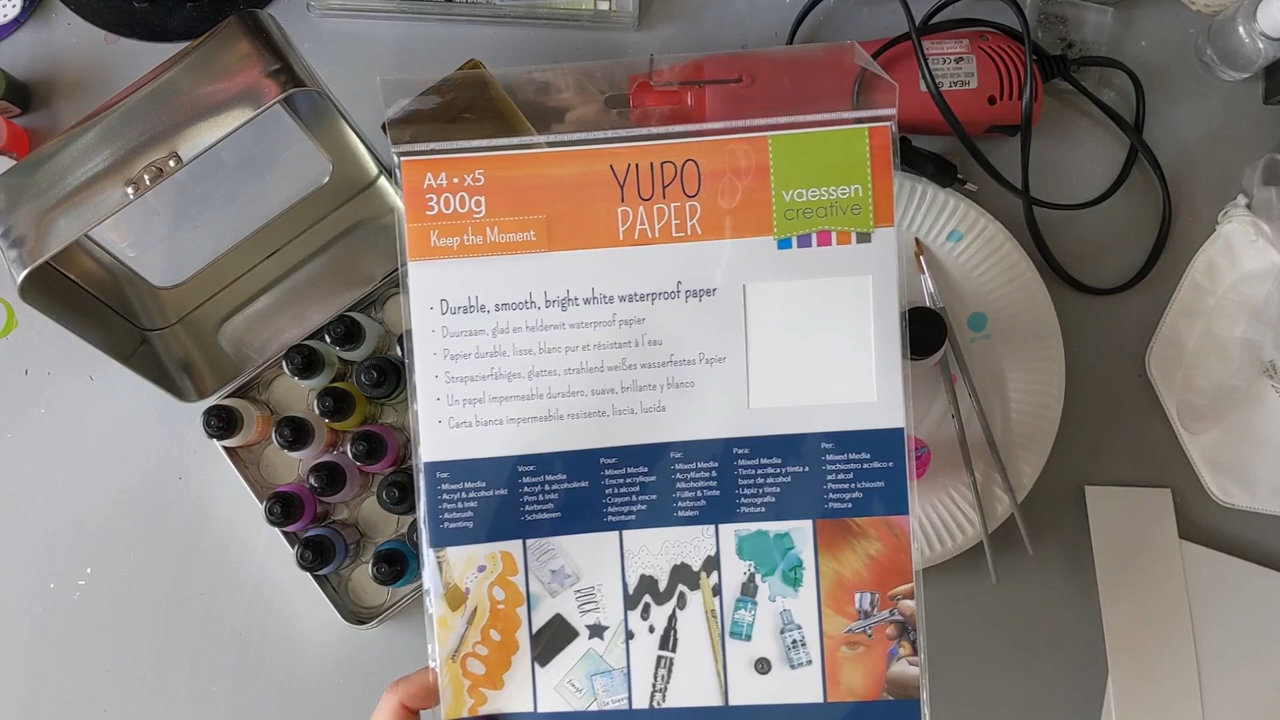 HEAT G
A4 • x5
300g
Keep the Moment
YUPO
PAPER
vaessen
creative
• Durable, smooth, bright white waterproof paper
• Duurzaam, glad en helderwit waterproof papier
• Papier durable, lisse, blanc pur et résistant à l'eau
• Strapazierfähiges, glattes, strahlend weißes wasserfestes Papier
• Un papel impermeable duradero, suave, brillante y blanco
• Carta bianca impermeabile resisente, liscia, lucida
For:
• Mixed Media
• Acryl & alcohol inkt
• Pen & Inkt
• Airbrush
• Painting
Voor:
• Mixed Media
• Acryl- & alcoholinkt
• Pen & Inkt
• Airbrush
• Schilderen
Pour:
• Mixed Media
• Encre acrylique
et à alcool
• Crayon & encre
• Aérographe
• Peinture
Für:
• Mixed Media
• Acrylfarbe &
Alkoholtinte
• Füller & Tinte
• Airbrush
• Malen
Para:
• Mixed Media
• Tinta acrílica y tinta a
base de alcohol
• Lápiz y tinta
• Aerografía
• Pintura
Per:
• Mixed Media
• Inchiostro acrilico e
ad alcol
• Penne e ichiostri
• Aerografo
• Pittura
ROCK